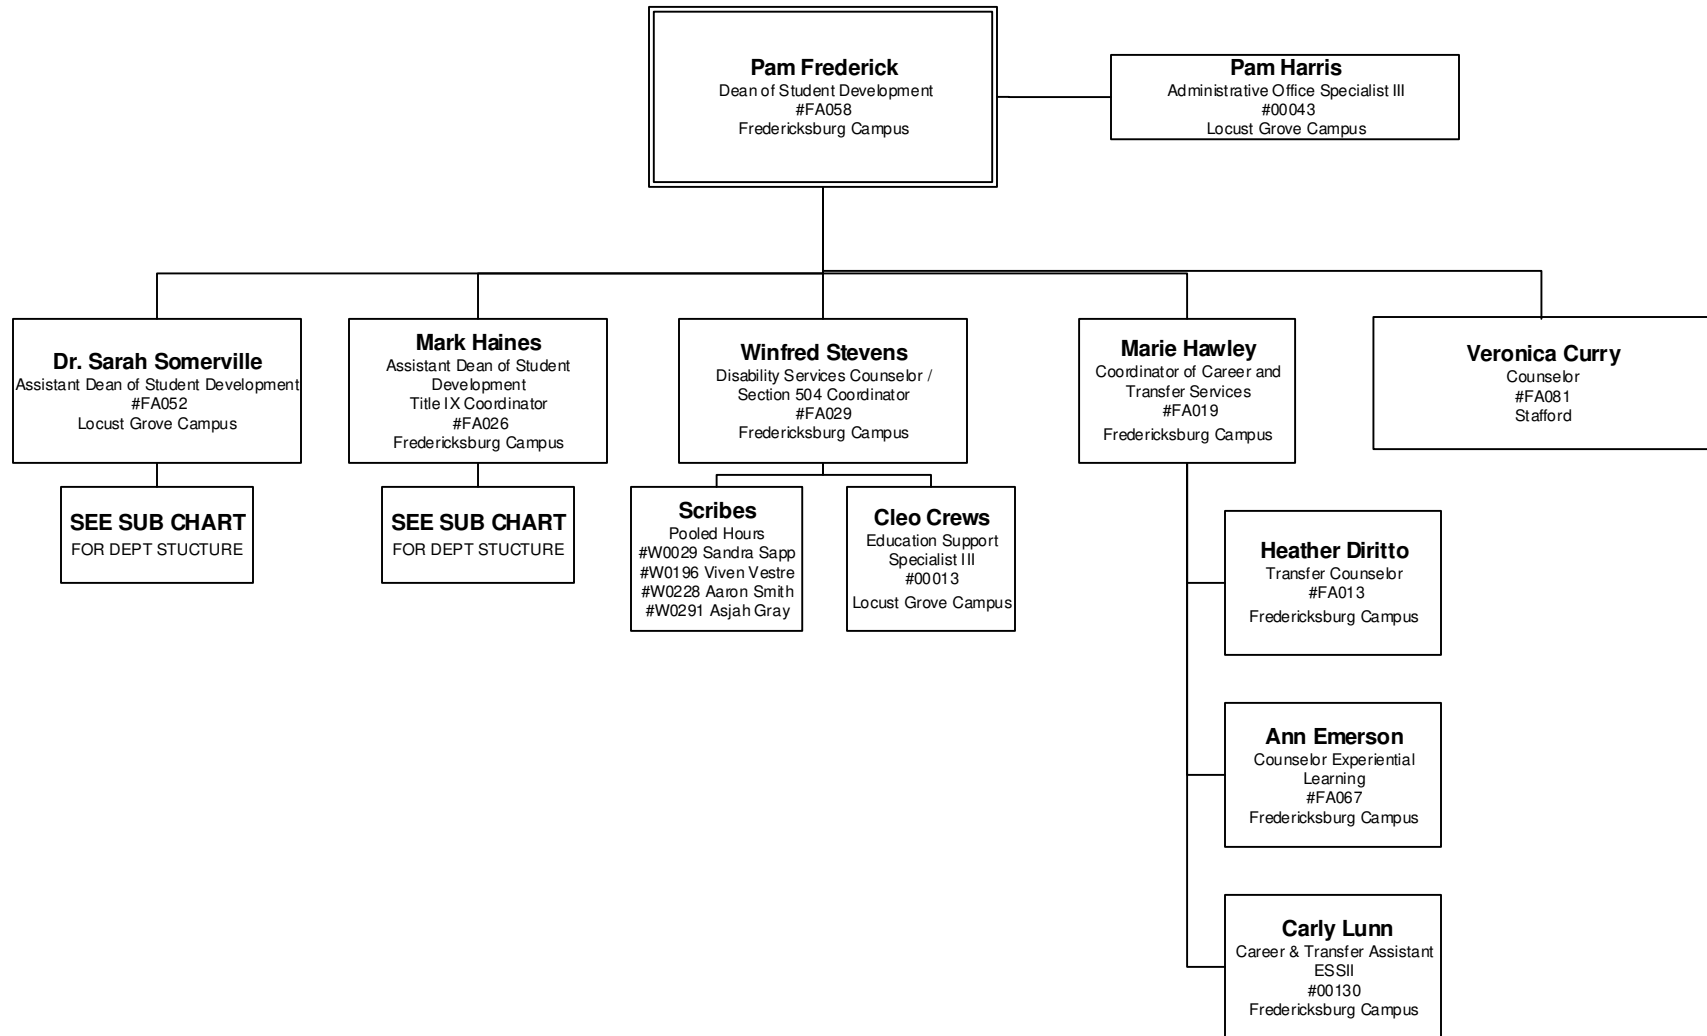 Pam Frederick
Dean of Student Development
#FA058
Fredericksburg Campus
Pam Harris
Administrative Office Specialist III
#00043
Locust Grove Campus
Dr. Sarah Somerville
Assistant Dean of Student Development
#FA052
Locust Grove Campus
Mark Haines
Assistant Dean of Student
Development
Title IX Coordinator
#FA026
Fredericksburg Campus
Winfred Stevens
Disability Services Counselor /
Section 504 Coordinator
#FA029
Fredericksburg Campus
Marie Hawley
Coordinator of Career and
Transfer Services
#FA019
Fredericksburg Campus
Veronica Curry
Counselor
#FA081
Stafford
SEE SUB CHART
FOR DEPT STUCTURE
SEE SUB CHART
FOR DEPT STUCTURE
Scribes
Pooled Hours
#W0029 Sandra Sapp
#W0196 Viven Vestre
#W0228 Aaron Smith
#W0291 Asjah Gray
Cleo Crews
Education Support
Specialist III
#00013
Locust Grove Campus
Heather Diritto
Transfer Counselor
#FA013
Fredericksburg Campus
Ann Emerson
Counselor Experiential
Learning
#FA067
Fredericksburg Campus
Carly Lunn
Career & Transfer Assistant
ESSII
#00130
Fredericksburg Campus